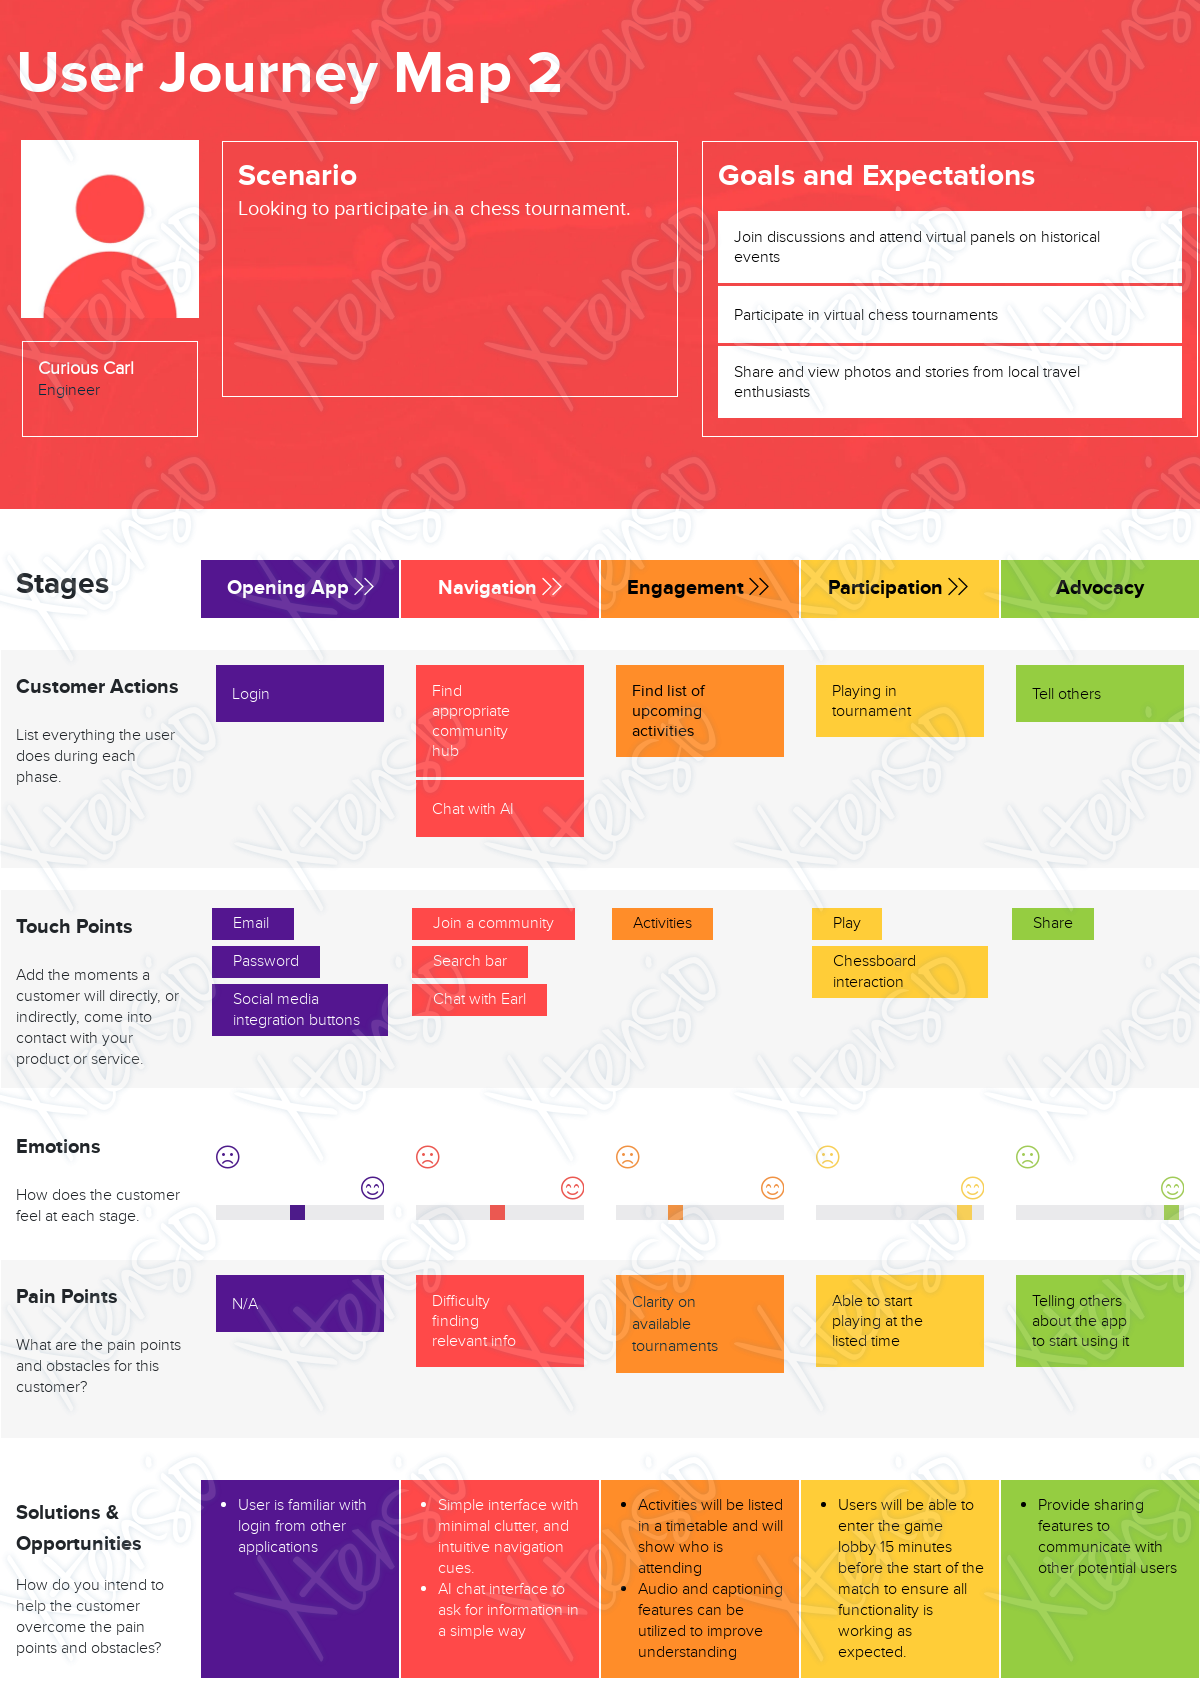 User Journey Map 2
Scenario
Looking to participate in a chess tournament.
Goals and Expectations
Join discussions and attend virtual panels on historical
events
Participate in virtual chess tournaments
Share and view photos and stories from local travel
enthusiasts
Curious Carl
Engineer
Stages
Opening App
Navigation
Engagement
Participation
Advocacy
Customer Actions
List everything the user
does during each
phase.
Login
Find
appropriate
community
hub
Chat with AI
Find list of
upcoming
activities
Playing in
tournament
Tell others
Touch Points
Add the moments a
customer will directly, or
indirectly, come into
contact with your
product or service.
Email
Password
Social media
integration buttons
Join a community
Search bar
Chat with Earl
Activities
Play
Chessboard
interaction
Share
Emotions
How does the customer
feel at each stage.
Pain Points
What are the pain points
and obstacles for this
customer?
N/A
Difficulty
finding
relevant info
Clarity on
available
tournaments
Able to start
playing at the
listed time
Telling others
about the app
to start using it
Solutions &
Opportunities
How do you intend to
help the customer
overcome the pain
points and obstacles?
• User is familiar with
login from other
applications
• Simple interface with
minimal clutter, and
intuitive navigation
cues.
• AI chat interface to
ask for information in
a simple way
• Activities will be listed
in a timetable and will
show who is
attending
• Audio and captioning
features can be
utilized to improve
understanding
• Users will be able to
enter the game
lobby 15 minutes
before the start of the
match to ensure all
functionality is
working as
expected.
• Provide sharing
features to
communicate with
other potential users
Xtensio